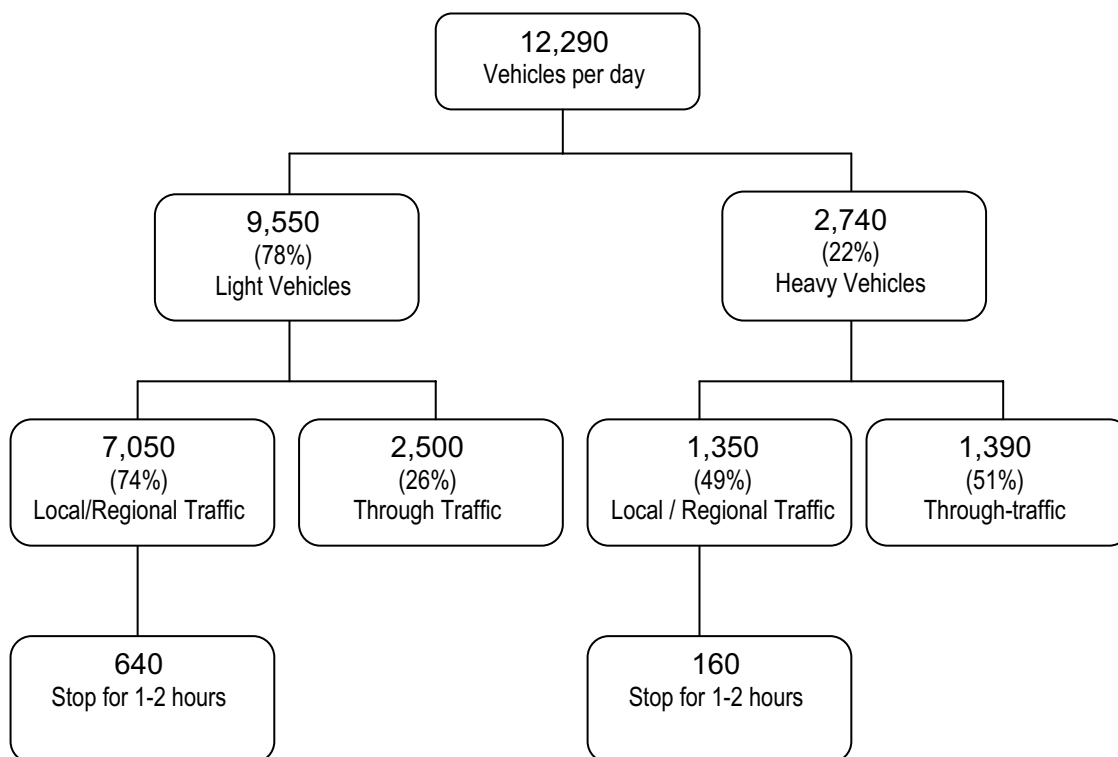 12,290
Vehicles per day
9,550
(78%)
Light Vehicles
2,740
(22%)
Heavy Vehicles
7,050
(74%)
Local/Regional Traffic
2,500
(26%)
Through Traffic
1,350
(49%)
Local / Regional Traffic
1,390
(51%)
Through-traffic
640
Stop for 1-2 hours
160
Stop for 1-2 hours